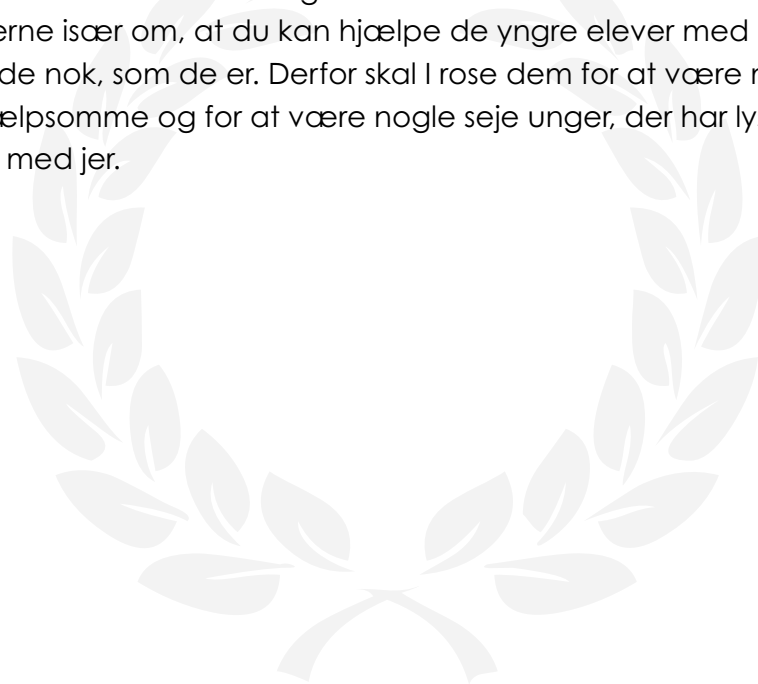 erne især om, at du kan hjælpe de yngre elever med
de nok, som de er. Derfor skal I rose dem for at være
ælpsomme og for at være nogle seje unger, der har ly
med jer.